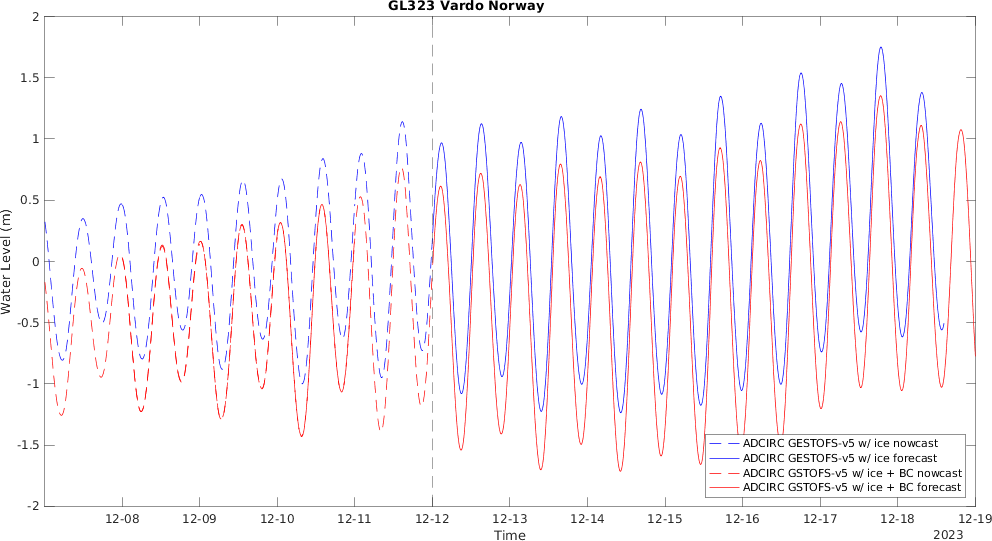 GL323 Vardo Norway
2
1.5
1
0.5
0
-0.5
-1
-1.5
-2
Water Level (m)
ADCIRC GESTOFS-v5 w/ ice nowcast
ADCIRC GESTOFS-v5 w/ ice forecast
ADCIRC GSTOFS-v5 w/ ice + BC nowcast
ADCIRC GSTOFS-v5 w/ ice + BC forecast
12-08 12-09 12-10 12-11 12-12 12-13 12-14 12-15 12-16 12-17 12-18 12-19
Time
2023